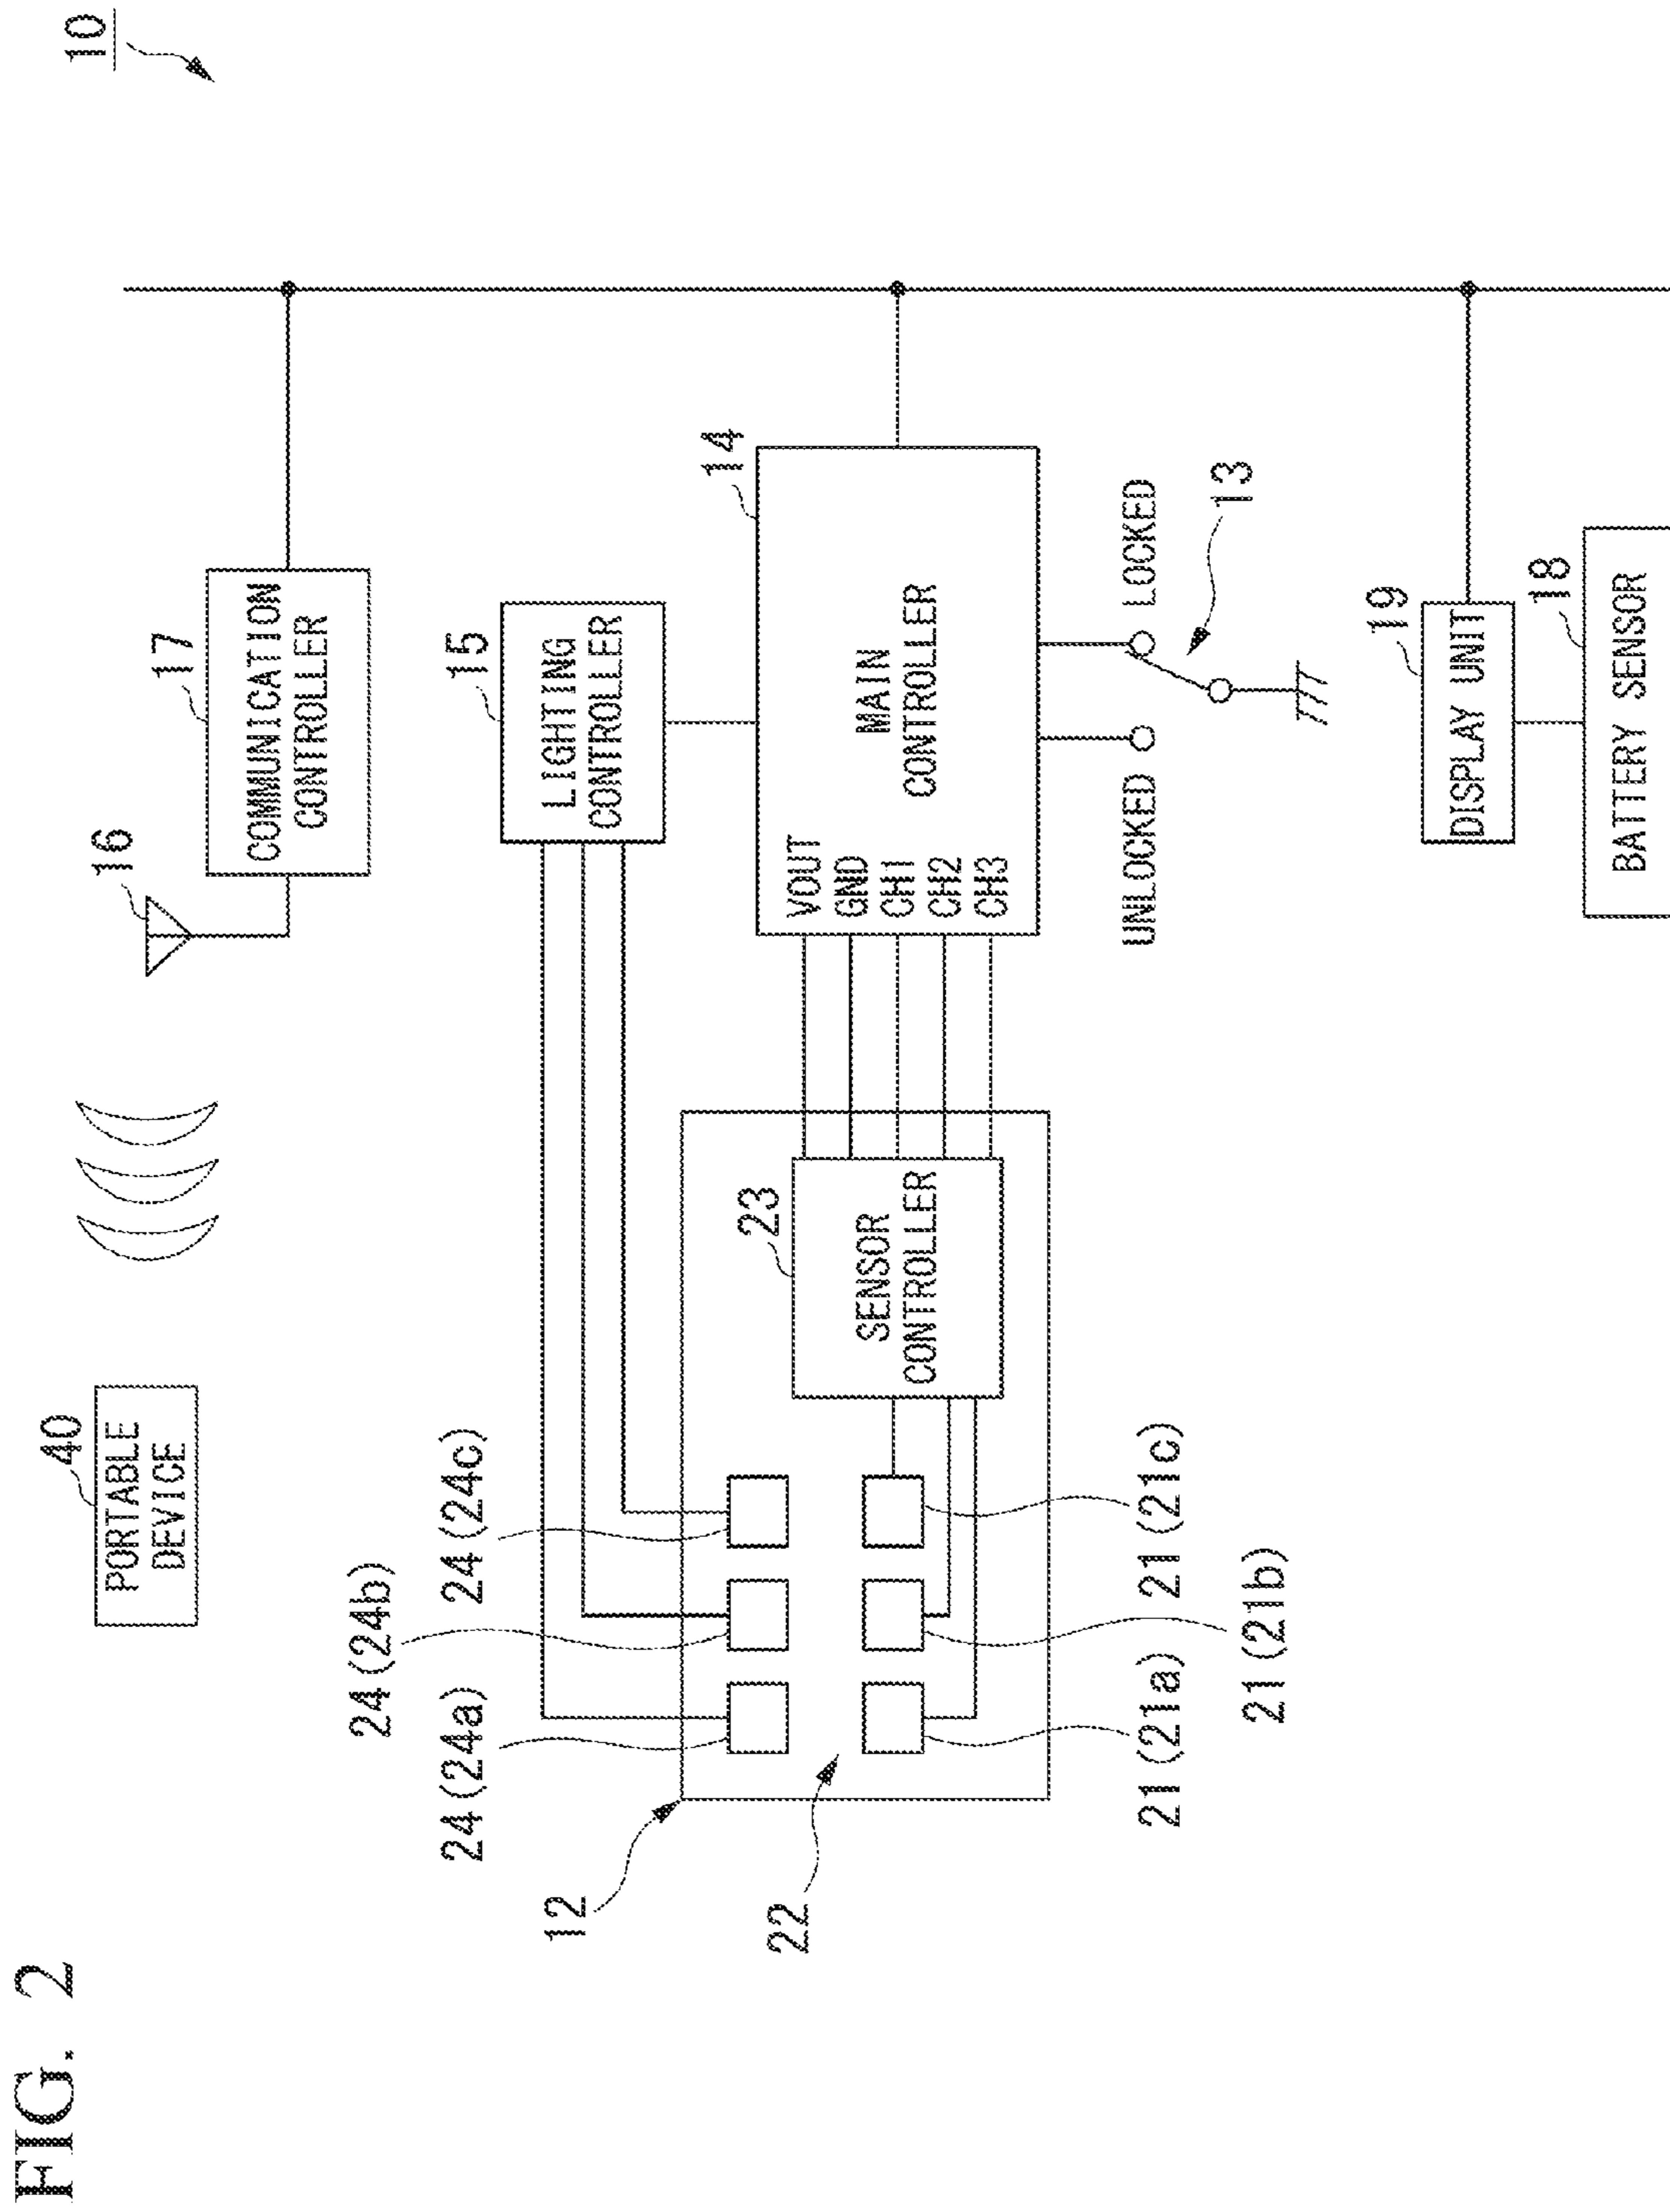 FIG. 2
10
40
PORTABLE
DEVICE
16
17
COMMUNICATION
CONTROLLER
24(24b)
24(24a)
24(24c)
15
LIGHTING
CONTROLLER
12
22
23
SENSOR
CONTROLLER
14
VOUT
GND
CH1
CH2
CH3
MAIN
CONTROLLER
21(21a)
21(21c)
21(21b)
UNLOCKED
LOCKED
13
19
DISPLAY UNIT
18
BATTERY SENSOR